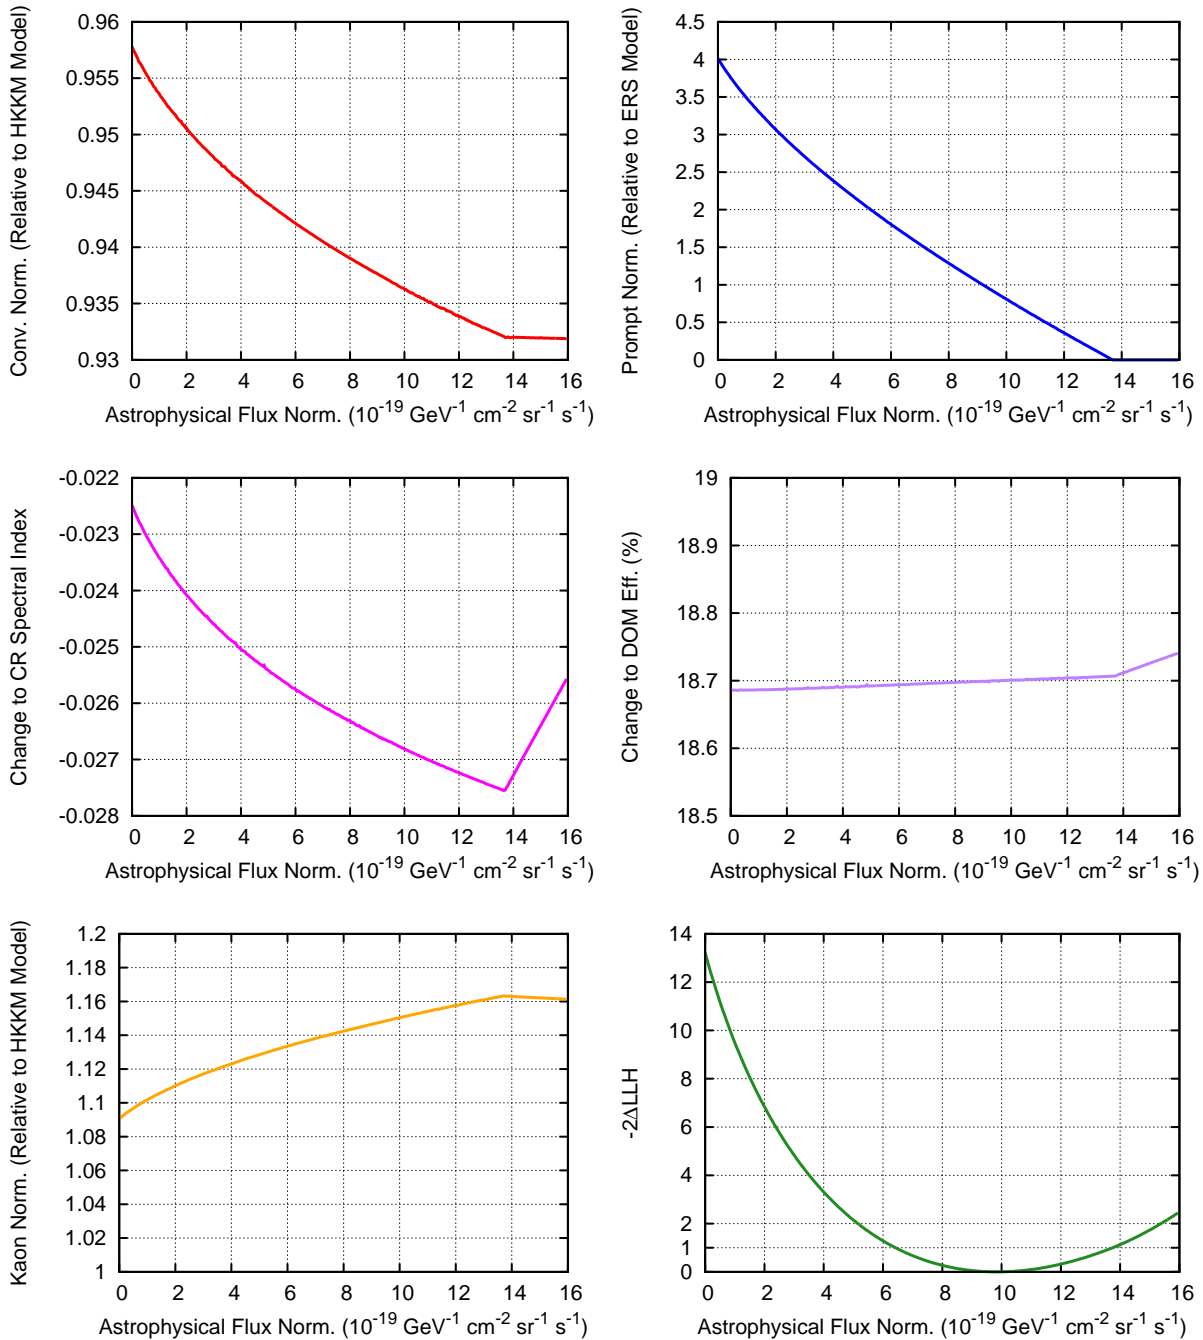 Conv. Norm. (Relative to HKKM Model)
0.96
0.955
0.95
0.945
0.94
0.935
0.93
0 2 4 6 8 10 12 14 16
Astrophysical Flux Norm. (10⁻¹⁹ GeV⁻¹ cm⁻² sr⁻¹ s⁻¹)
Prompt Norm. (Relative to ERS Model)
4.5
4
3.5
3
2.5
2
1.5
1
0.5
0
0 2 4 6 8 10 12 14 16
Astrophysical Flux Norm. (10⁻¹⁹ GeV⁻¹ cm⁻² sr⁻¹ s⁻¹)
Change to CR Spectral Index
-0.022
-0.023
-0.024
-0.025
-0.026
-0.027
-0.028
0 2 4 6 8 10 12 14 16
Astrophysical Flux Norm. (10⁻¹⁹ GeV⁻¹ cm⁻² sr⁻¹ s⁻¹)
Change to DOM Eff. (%)
19
18.9
18.8
18.7
18.6
18.5
0 2 4 6 8 10 12 14 16
Astrophysical Flux Norm. (10⁻¹⁹ GeV⁻¹ cm⁻² sr⁻¹ s⁻¹)
Kaon Norm. (Relative to HKKM Model)
1.2
1.18
1.16
1.14
1.12
1.1
1.08
1.06
1.04
1.02
1
0 2 4 6 8 10 12 14 16
Astrophysical Flux Norm. (10⁻¹⁹ GeV⁻¹ cm⁻² sr⁻¹ s⁻¹)
-2ΔLLH
14
12
10
8
6
4
2
1
0
0 2 4 6 8 10 12 14 16
Astrophysical Flux Norm. (10⁻¹⁹ GeV⁻¹ cm⁻² sr⁻¹ s⁻¹)